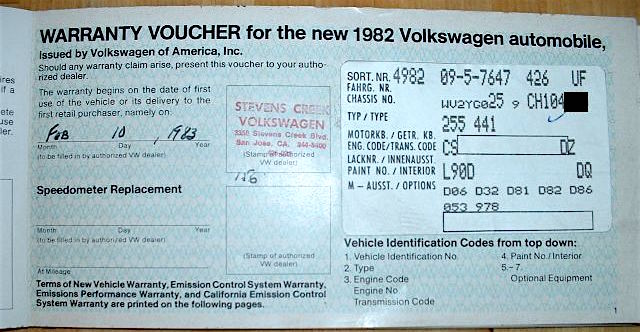 WARRANTY VOUCHER for the new 1982 Volkswagen automobile,
Issued by Volkswagen of America, Inc.
Should any warranty claim arise, present this voucher to your autho-
rized dealer.
The warranty begins on the date of first
use of the vehicle or its delivery to the
first retail purchaser, namely on:
Feb 10, 1983
Month Day Year
(to be filled in by authorized VW dealer)
STEVENS CREEK
VOLKSWAGEN
3350 Stevens Creek Blvd.
San Jose, CA.
(Stamp of authorized
VW dealer)
Speedometer Replacement
Month Day Year
(to be filled in by authorized VW dealer)
At Mileage
(Stamp of authorized
VW dealer)
Terms of New Vehicle Warranty, Emission Control System Warranty,
Emissions Performance Warranty, and California Emission Control
System Warranty are printed on the following pages.
SORT. NR. 4982 09-5-7647 426 UF
FAHRG. NR.
CHASSIS NO. WU2YG025 9 CH104
TYP / TYPE 255 441
MOTORKB. / GETR. KB.
ENG. CODE/TRANS. CODE CS DZ
LACKNR. / INNENAUSST.
PAINT NO. / INTERIOR L90D DQ
M - AUSST. / OPTIONS D06 D32 D81 D82 D86
053 978
Vehicle Identification Codes from top down:
1. Vehicle Identification No. 4. Paint No./Interior
2. Type 5.-7.
3. Engine Code Optional Equipment
Engine No
Transmission Code
1
ires
if a
ete
use
ler.